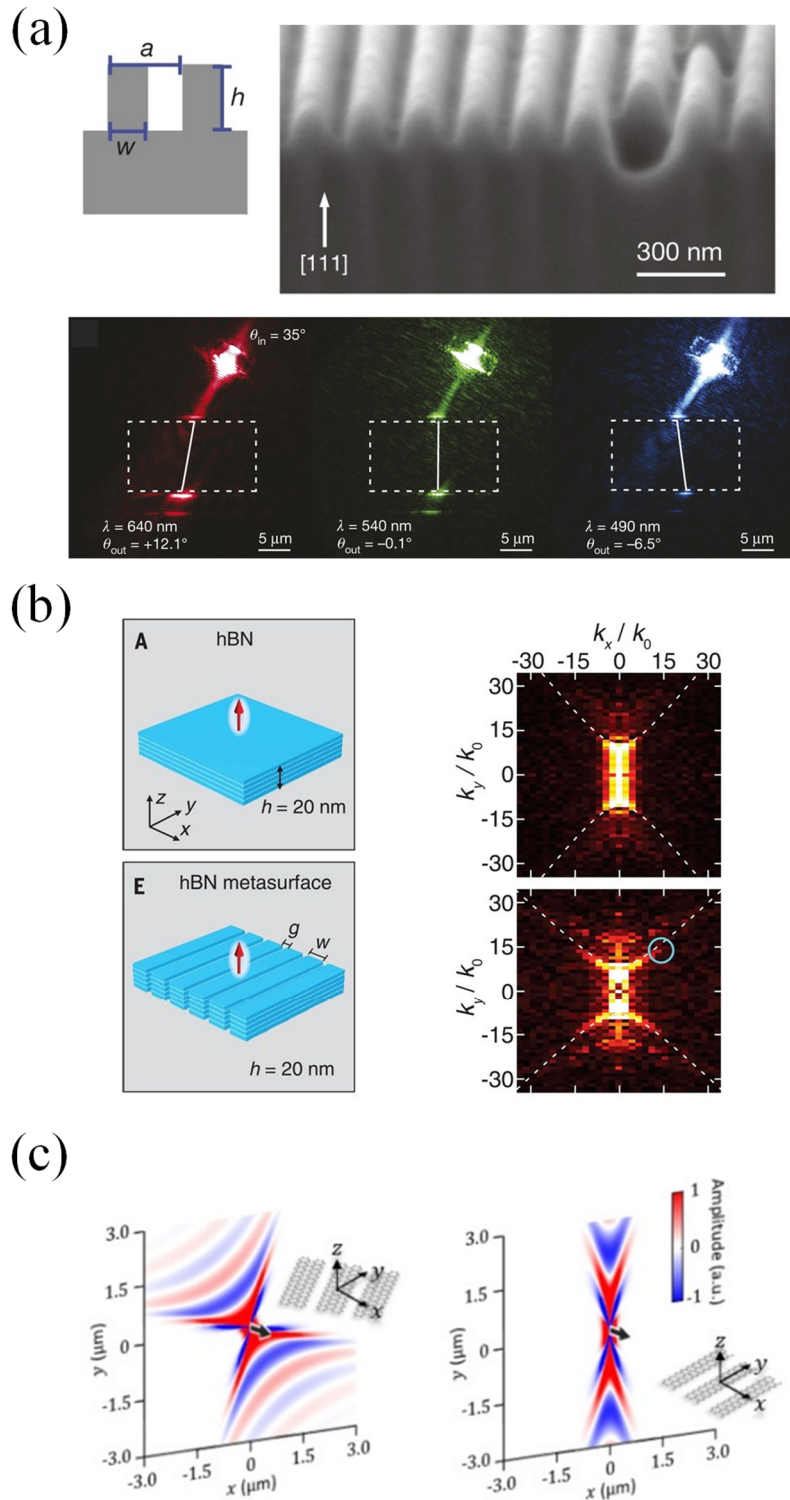 (a)
a
h
w
[111]
300 nm
θin = 35°
λ = 640 nm
θout = +12.1°
5 μm
λ = 540 nm
θout = −0.1°
5 μm
λ = 490 nm
θout = −6.5°
5 μm
(b)
A
hBN
h = 20 nm
z
y
x
kx / k0
-30 -15 0 15 30
30
15
0
-15
-30
ky / k0
E
hBN metasurface
g
w
h = 20 nm
30
15
0
-15
-30
ky / k0
(c)
3.0
1.5
0
-1.5
-3.0
y (μm)
-3.0 -1.5 0 1.5 3.0
x (μm)
z
y
x
3.0
1.5
0
-1.5
-3.0
y (μm)
-3.0 -1.5 0 1.5 3.0
x (μm)
1
0
-1
Amplitude (a.u.)
z
y
x